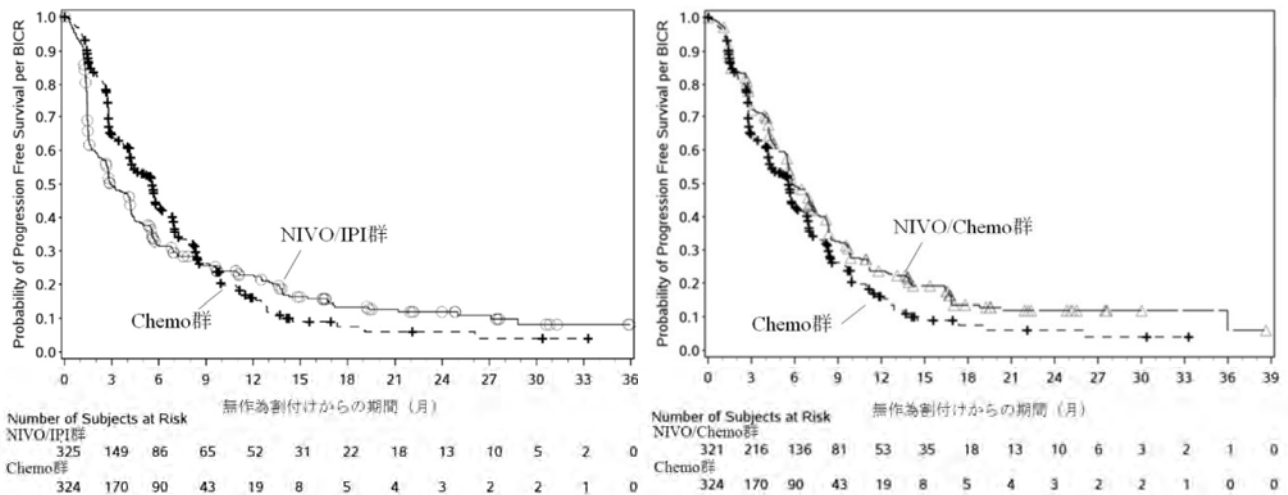 Probability of Progression Free Survival per BICR
1.0
0.9
0.8
0.7
0.6
0.5
0.4
0.3
0.2
0.1
0.0
NIVO/IPI群
Chemo群
0 3 6 9 12 15 18 21 24 27 30 33 36
無作為割付けからの期間（月）
Number of Subjects at Risk
NIVO/IPI群
325 149 86 65 52 31 22 18 13 10 5 2 0
Chemo群
324 170 90 43 19 8 5 4 3 2 2 1 0
Probability of Progression Free Survival per BICR
1.0
0.9
0.8
0.7
0.6
0.5
0.4
0.3
0.2
0.1
0.0
NIVO/Chemo群
Chemo群
0 3 6 9 12 15 18 21 24 27 30 33 36 39
無作為割付けからの期間（月）
Number of Subjects at Risk
NIVO/Chemo群
321 216 136 81 53 35 18 13 10 6 3 2 1 0
Chemo群
324 170 90 43 19 8 5 4 3 2 2 1 0 0